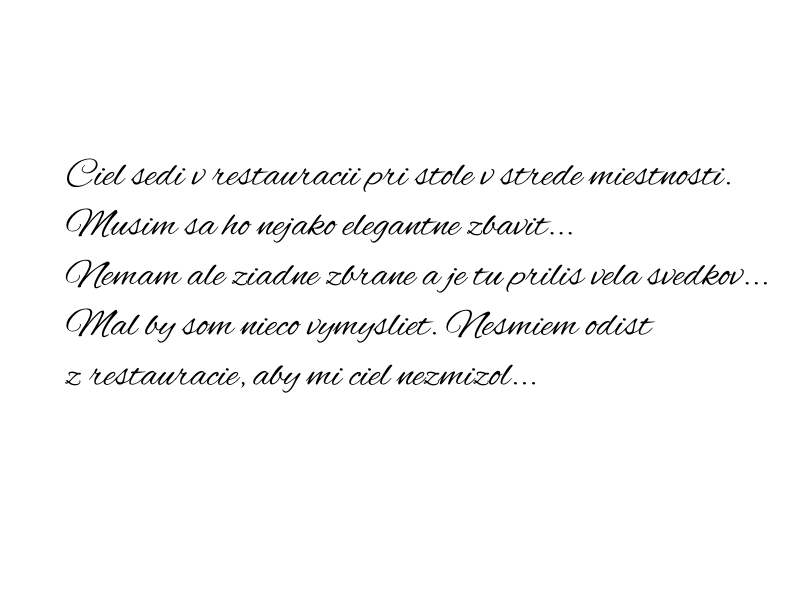 Ciel sedi v restauracii pri stole v strede miestnosti.
Musim sa ho nejako elegantne zbavit...
Nemam ale ziadne zbrane a je tu prilis vela svedkov...
Mal by som nieco vymysliet. Nesmiem odist
z restauracie, aby mi ciel nezmizol...